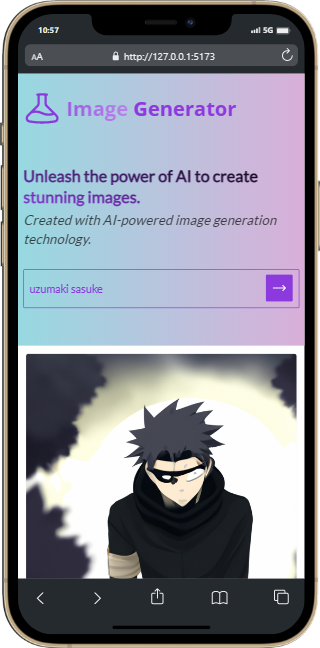 10:57
5G
AA
http://127.0.0.1:5173
Image Generator
Unleash the power of AI to create
stunning images.
Created with AI-powered image generation
technology.
uzumaki sasuke